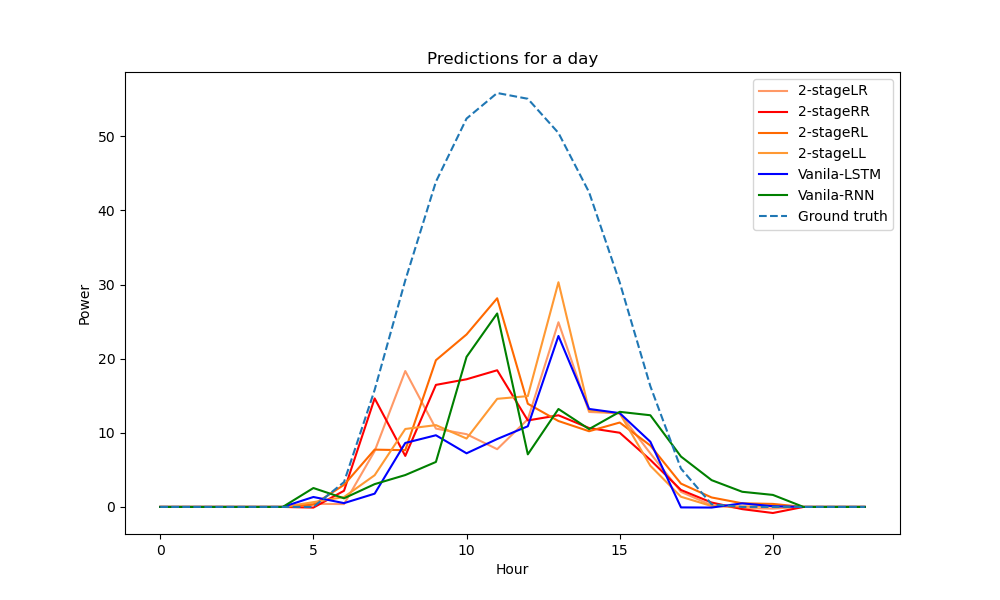 Predictions for a day
2-stageLR
2-stageRR
2-stageRL
2-stageLL
Vanila-LSTM
Vanila-RNN
Ground truth
50
40
30
20
10
0
Power
0 5 10 15 20
Hour